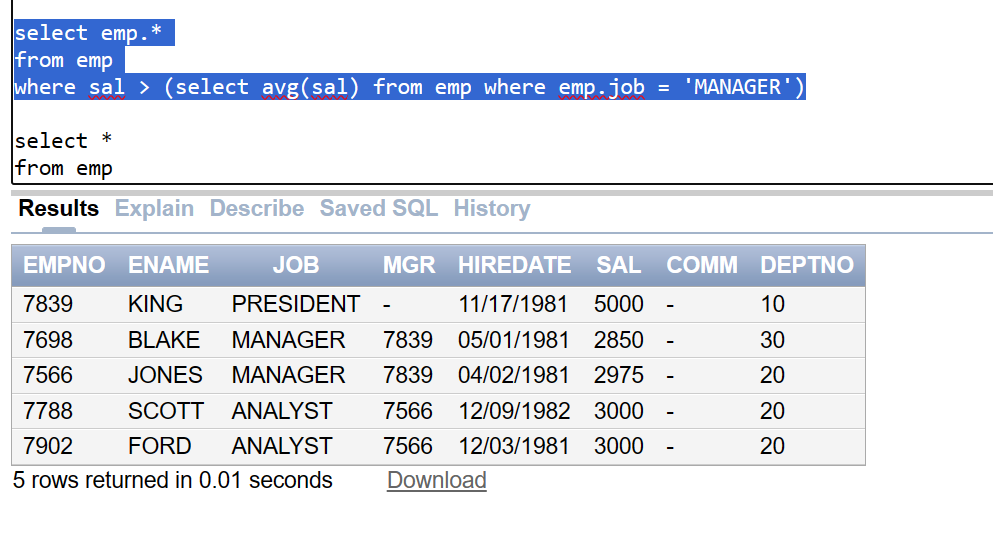 select emp.*
from emp
where sal > (select avg(sal) from emp where emp.job = 'MANAGER')
select *
from emp
Results Explain Describe Saved SQL History
EMPNO ENAME JOB MGR HIREDATE SAL COMM DEPTNO
7839 KING PRESIDENT - 11/17/1981 5000 - 10
7698 BLAKE MANAGER 7839 05/01/1981 2850 - 30
7566 JONES MANAGER 7839 04/02/1981 2975 - 20
7788 SCOTT ANALYST 7566 12/09/1982 3000 - 20
7902 FORD ANALYST 7566 12/03/1981 3000 - 20
5 rows returned in 0.01 seconds Download